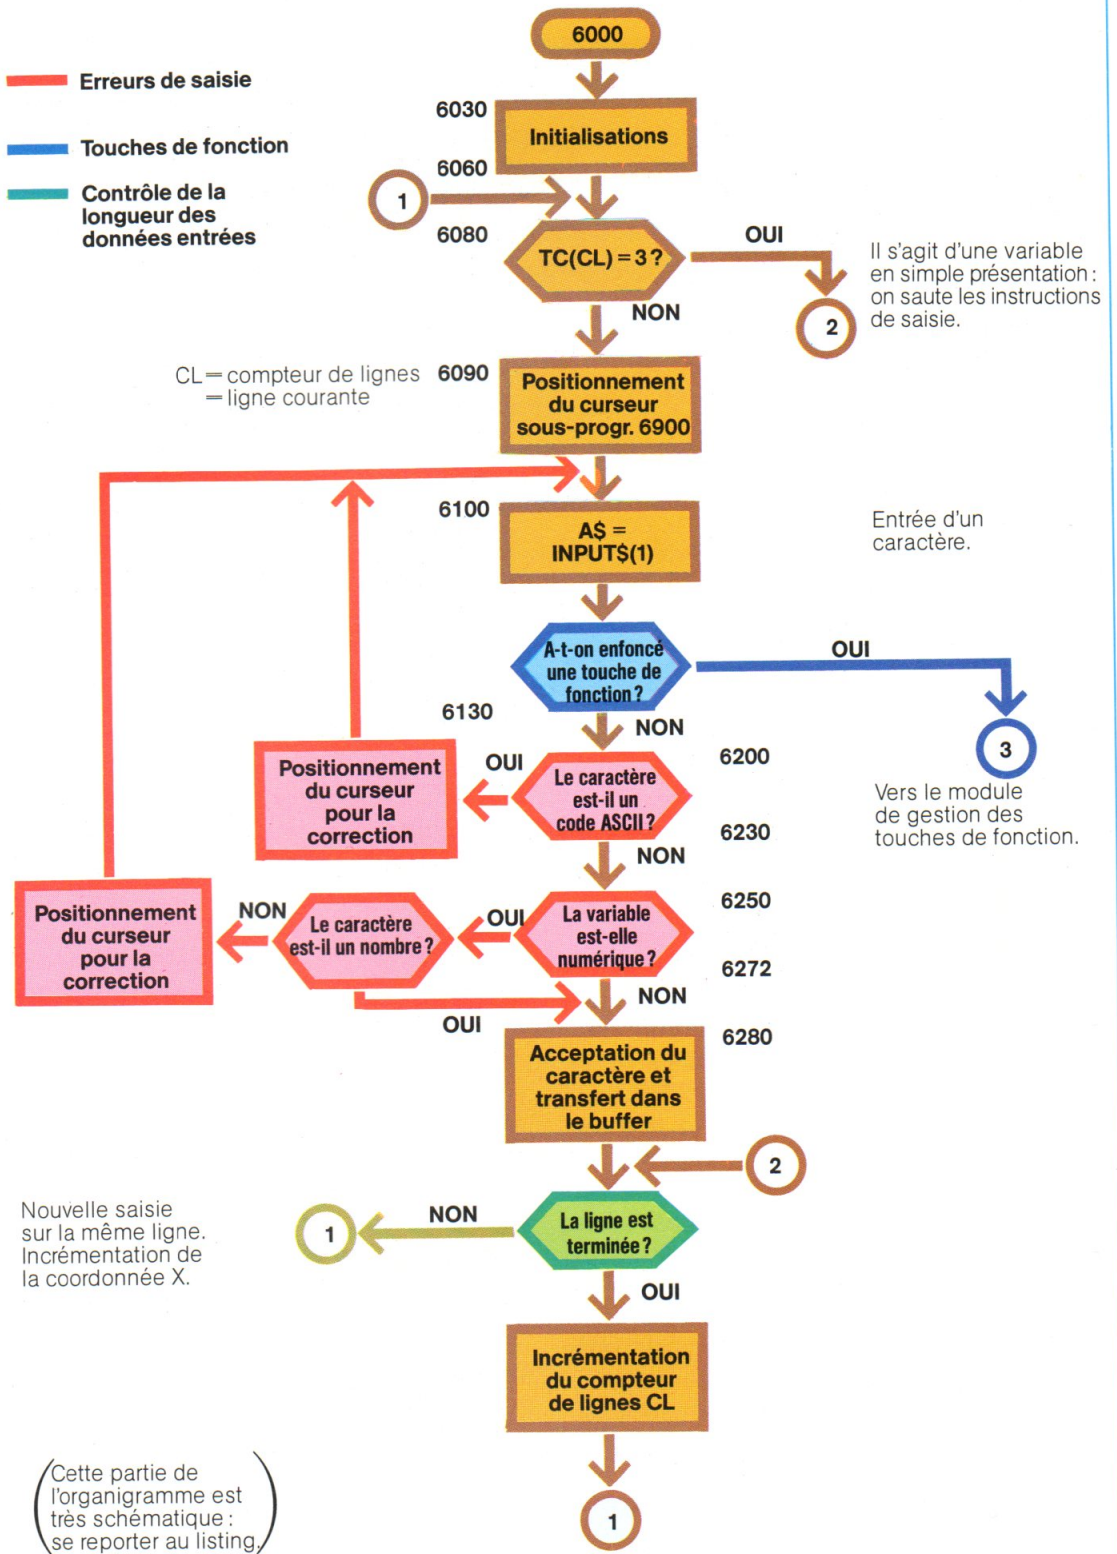 6000
Erreurs de saisie
6030
Initialisations
Touches de fonction
6060
Contrôle de la
longueur des
données entrées
1
6080
TC(CL) = 3 ?
OUI
Il s'agit d'une variable
en simple présentation :
on saute les instructions
de saisie.
2
NON
CL = compteur de lignes
= ligne courante
6090
Positionnement
du curseur
sous-progr. 6900
6100
A$ =
INPUT$(1)
Entrée d'un
caractère.
A-t-on enfoncé
une touche de
fonction ?
OUI
6130
NON
3
Vers le module
de gestion des
touches de fonction.
6200
Positionnement
du curseur
pour la
correction
OUI
Le caractère
est-il un
code ASCII ?
6230
NON
6250
Positionnement
du curseur
pour la
correction
NON
Le caractère
est-il un nombre ?
OUI
La variable
est-elle
numérique ?
6272
NON
OUI
6280
Acceptation du
caractère et
transfert dans
le buffer
2
Nouvelle saisie
sur la même ligne.
Incrémentation de
la coordonnée X.
1
NON
La ligne est
terminée ?
OUI
Incrémentation
du compteur
de lignes CL
Cette partie de
l'organigramme est
très schématique :
se reporter au listing.
1